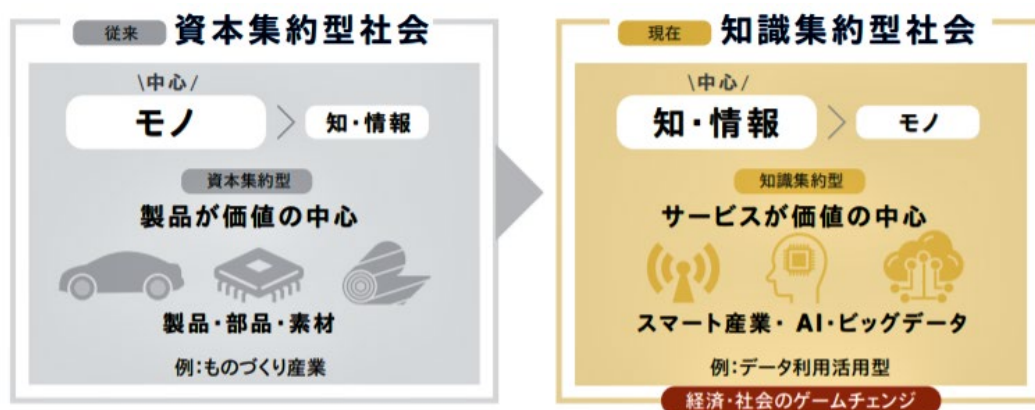 従来 資本集約型社会
\中心/
モノ > 知・情報
資本集約型
製品が価値の中心
製品・部品・素材
例:ものづくり産業
現在 知識集約型社会
\中心/
知・情報 > モノ
知識集約型
サービスが価値の中心
スマート産業・AI・ビッグデータ
例:データ利用活用型
経済・社会のゲームチェンジ